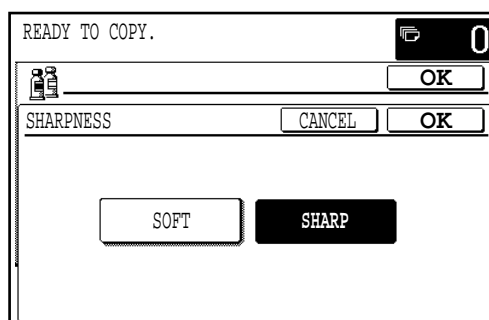 READY TO COPY. 0
OK
SHARPNESS CANCEL OK
SOFT SHARP